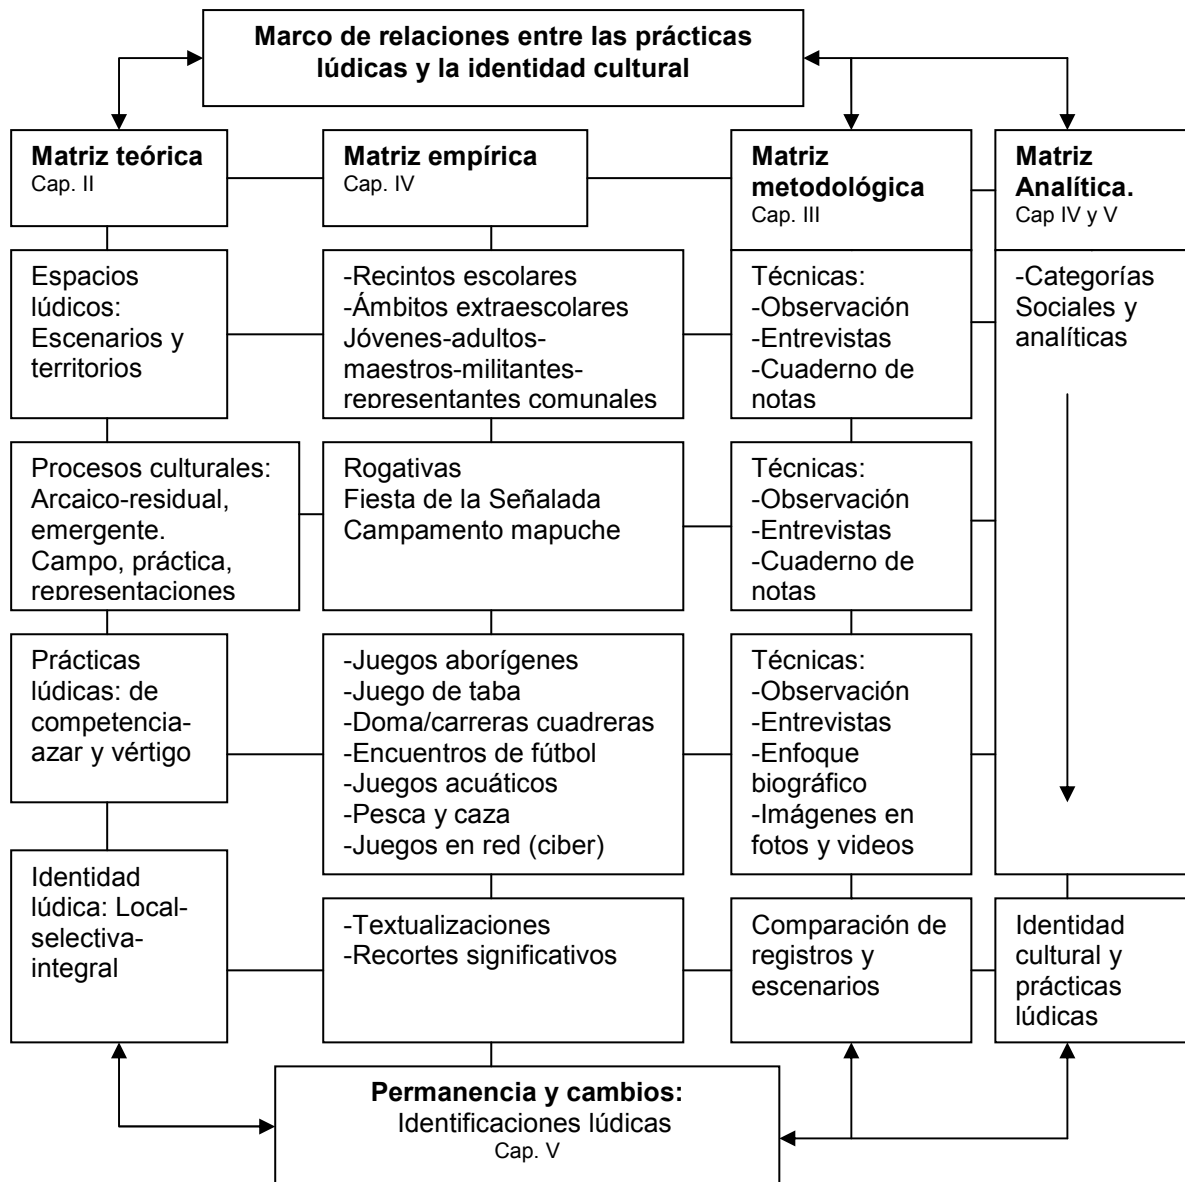 Marco de relaciones entre las prácticas
lúdicas y la identidad cultural
Matriz teórica
Cap. II
Matriz empírica
Cap. IV
Matriz
metodológica
Cap. III
Matriz
Analítica.
Cap IV y V
Espacios
lúdicos:
Escenarios y
territorios
-Recintos escolares
-Ámbitos extraescolares
Jóvenes-adultos-
maestros-militantes-
representantes comunales
Técnicas:
-Observación
-Entrevistas
-Cuaderno de
notas
-Categorías
Sociales y
analíticas
Procesos culturales:
Arcaico-residual,
emergente.
Campo, práctica,
representaciones
Rogativas
Fiesta de la Señalada
Campamento mapuche
Técnicas:
-Observación
-Entrevistas
-Cuaderno de
notas
Prácticas
lúdicas: de
competencia-
azar y vértigo
-Juegos aborígenes
-Juego de taba
-Doma/carreras cuadreras
-Encuentros de fútbol
-Juegos acuáticos
-Pesca y caza
-Juegos en red (ciber)
Técnicas:
-Observación
-Entrevistas
-Enfoque
biográfico
-Imágenes en
fotos y videos
Identidad
lúdica: Local-
selectiva-
integral
-Textualizaciones
-Recortes significativos
Comparación de
registros y
escenarios
Identidad
cultural y
prácticas
lúdicas
Permanencia y cambios:
Identificaciones lúdicas
Cap. V